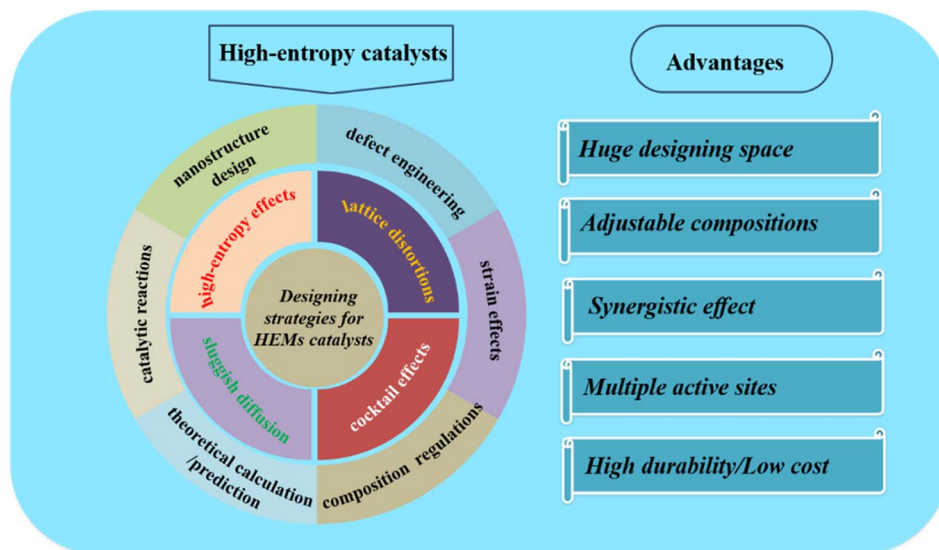 High-entropy catalysts
Advantages
nanostructure
design
defect engineering
strain effects
composition regulations
theoretical calculation
/prediction
catalytic reactions
high-entropy effects
lattice distortions
cocktail effects
sluggish diffusion
Designing
strategies for
HEMs catalysts
Huge designing space
Adjustable compositions
Synergistic effect
Multiple active sites
High durability/Low cost